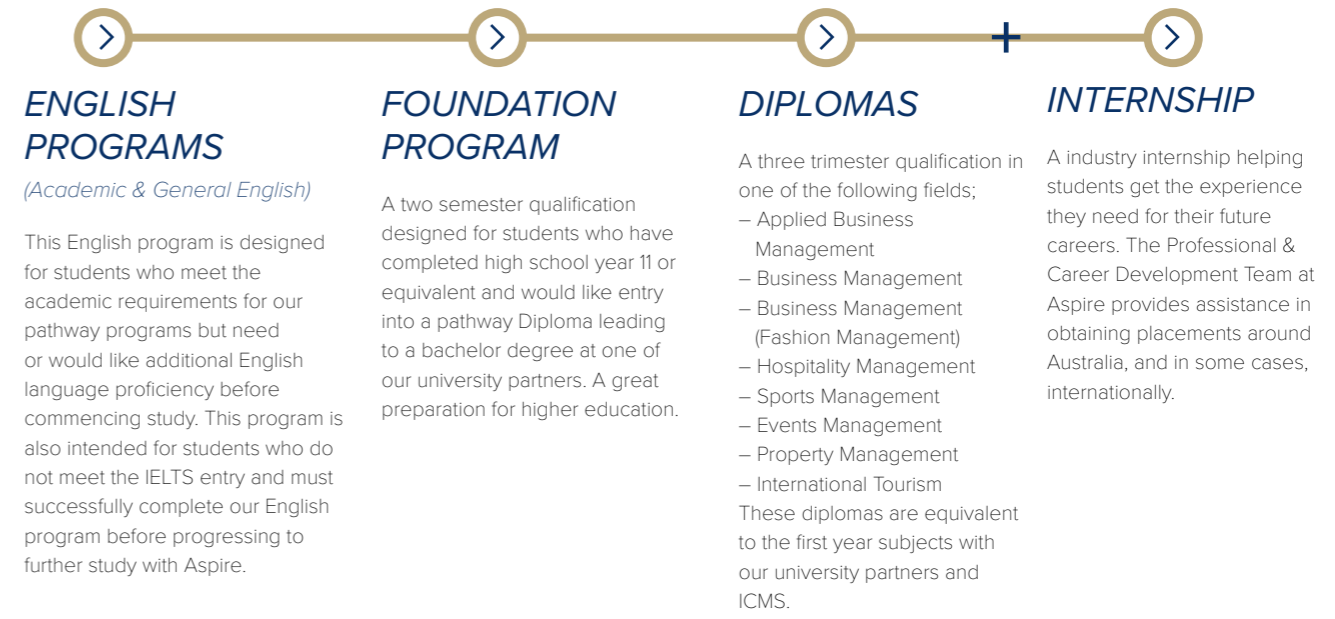 ENGLISH
PROGRAMS
(Academic & General English)
This English program is designed
for students who meet the
academic requirements for our
pathway programs but need
or would like additional English
language proficiency before
commencing study. This program is
also intended for students who do
not meet the IELTS entry and must
successfully complete our English
program before progressing to
further study with Aspire.
FOUNDATION
PROGRAM
A two semester qualification
designed for students who have
completed high school year 11 or
equivalent and would like entry
into a pathway Diploma leading
to a bachelor degree at one of
our university partners. A great
preparation for higher education.
DIPLOMAS
A three trimester qualification in
one of the following fields;
– Applied Business
Management
– Business Management
– Business Management
(Fashion Management)
– Hospitality Management
– Sports Management
– Events Management
– Property Management
– International Tourism
These diplomas are equivalent
to the first year subjects with
our university partners and
ICMS.
+
INTERNSHIP
A industry internship helping
students get the experience
they need for their future
careers. The Professional &
Career Development Team at
Aspire provides assistance in
obtaining placements around
Australia, and in some cases,
internationally.